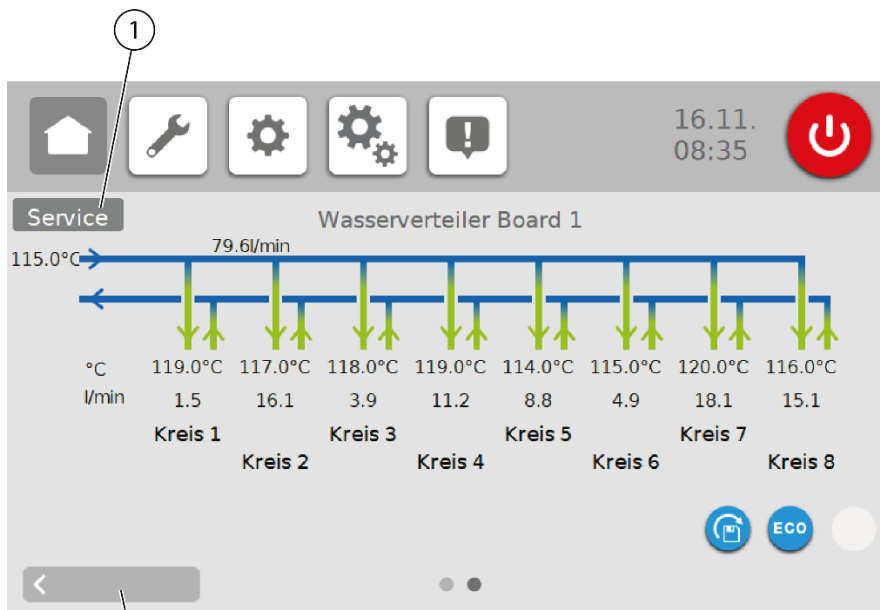 1
16.11.
08:35
Service
Wasserverteiler Board 1
79.6l/min
115.0°C
°C 119.0°C 117.0°C 118.0°C 119.0°C 114.0°C 115.0°C 120.0°C 116.0°C
l/min 1.5 16.1 3.9 11.2 8.8 4.9 18.1 15.1
Kreis 1 Kreis 3 Kreis 5 Kreis 7
Kreis 2 Kreis 4 Kreis 6 Kreis 8
ECO